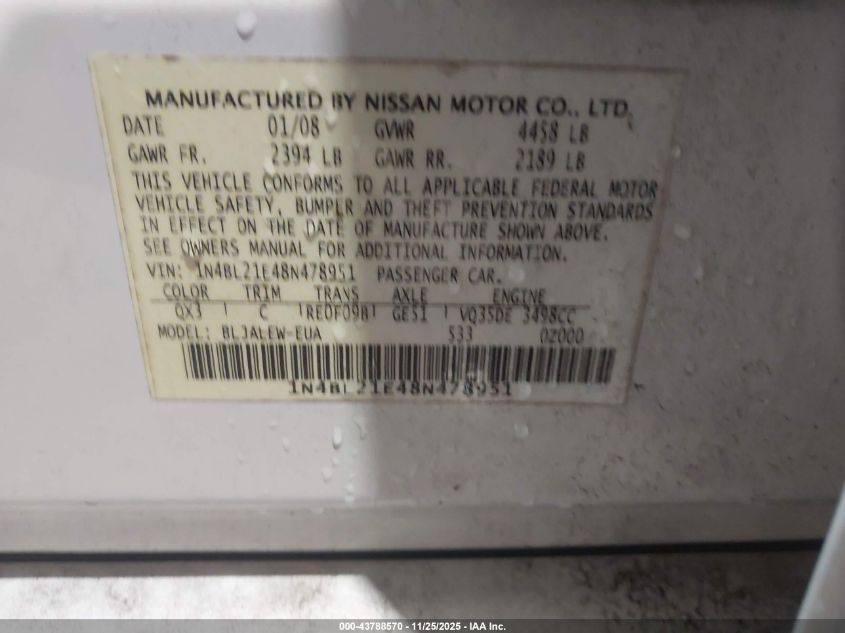 MANUFACTURED BY NISSAN MOTOR CO., LTD.
DATE 01/08 GVWR 4458 LB
GAWR FR. 2394 LB GAWR RR. 2189 LB
THIS VEHICLE CONFORMS TO ALL APPLICABLE FEDERAL MOTOR
VEHICLE SAFETY, BUMPER AND THEFT PREVENTION STANDARDS
IN EFFECT ON THE DATE OF MANUFACTURE SHOWN ABOVE.
SEE OWNERS MANUAL FOR ADDITIONAL INFORMATION.
VIN: 1N4BL21E48N478951 PASSENGER CAR.
COLOR TRIM TRANS AXLE ENGINE
QX3 C RE0F09B GE51 VQ35DE 3498CC
MODEL: BLJALEW-EUA S33 0Z000
1N4BL21E48N478951
000-43788570 - 11/25/2025 - IAA Inc.